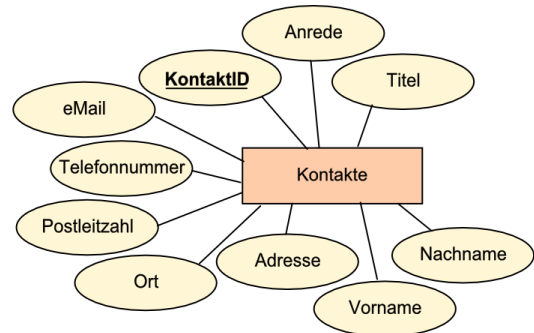 Anrede
KontaktID
Titel
eMail
Telefonnummer
Kontakte
Postleitzahl
Nachname
Adresse
Ort
Vorname